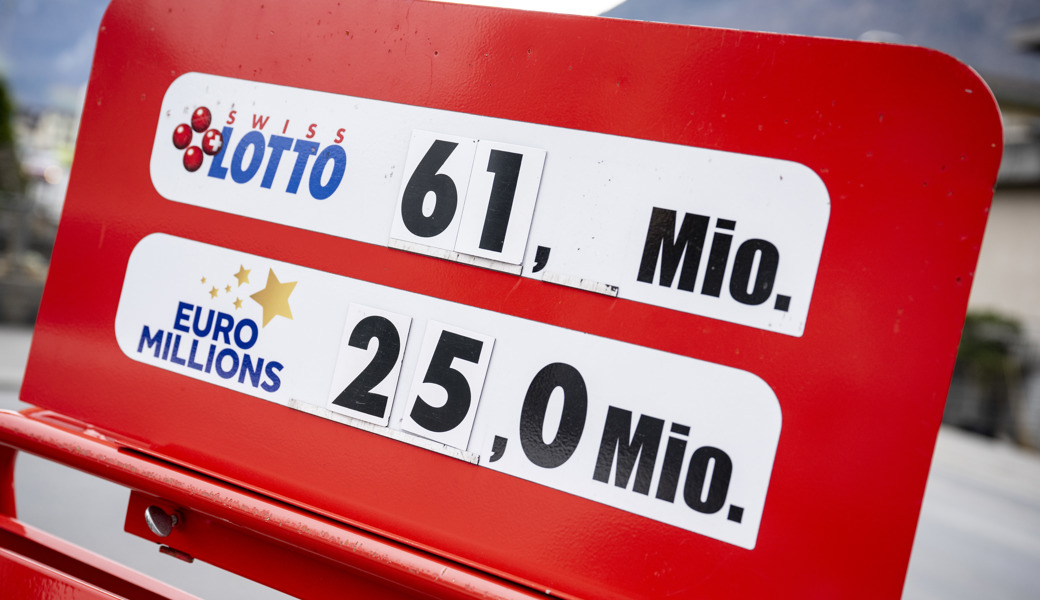 SWISS
LOTTO 61, Mio.
EURO
MILLIONS 25,0 Mio.